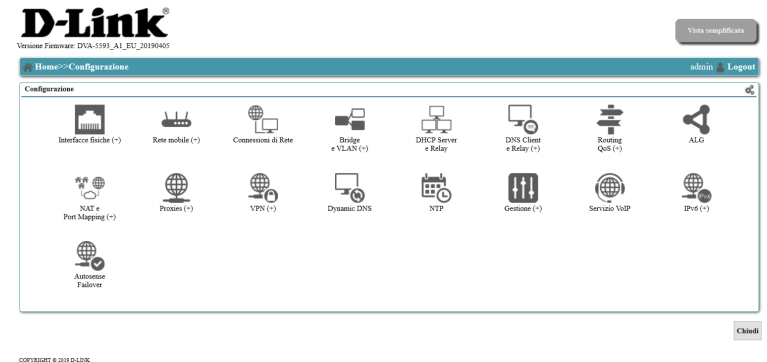 D-Link®
Vista semplificata
Versione Firmware: DVA-5593_A1_EU_20190405
Home>>Configurazione
admin Logout
Configurazione
Interfacce fisiche (+)
Rete mobile (+)
Connessioni di Rete
Bridge
e VLAN (+)
DHCP Server
e Relay
DNS Client
e Relay (+)
Routing
QoS (+)
ALG
NAT e
Port Mapping (+)
Proxies (+)
VPN (+)
Dynamic DNS
NTP
Gestione (+)
Servizio VoIP
IPv6
IPv6 (+)
Autosense
Failover
Chiudi
COPYRIGHT © 2019 D-LINK